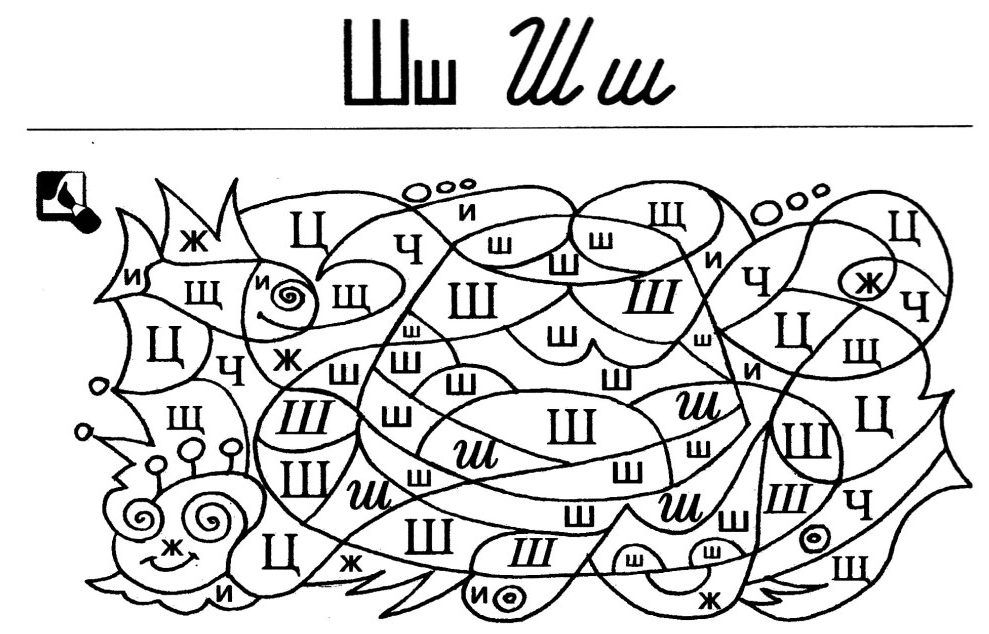 Шш Шш
Ж Ц И Щ Ц
Ч Ш Ш И
И Щ И Щ Ш Ч Ж Ч
Ш Ш
Ц Ш Ш Ш Ц Щ
Ч Ж Ш Ш Ш Ш И
Щ Ш Ш Ш Ш Ш Ц
Ш Ш Ш Ш Ш
Ш Ш Ш Ш Ш Ч
Ж Ц Ш Ш
Ж Ш Ш Ш Щ
И И Ж